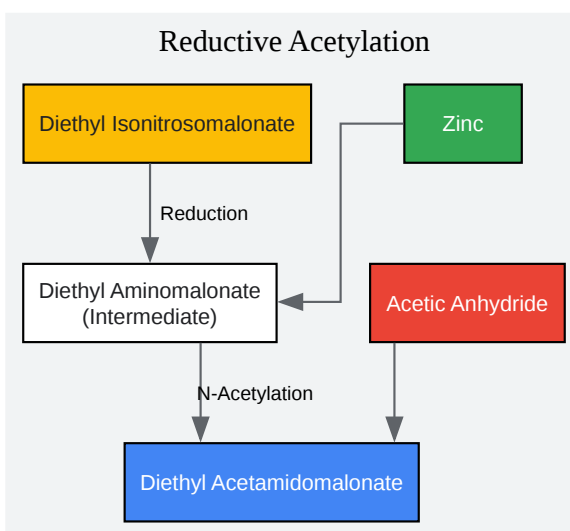 Reductive Acetylation
Diethyl Isonitrosomalonate
Zinc
Reduction
Diethyl Aminomalonate
(Intermediate)
Acetic Anhydride
N-Acetylation
Diethyl Acetamidomalonate